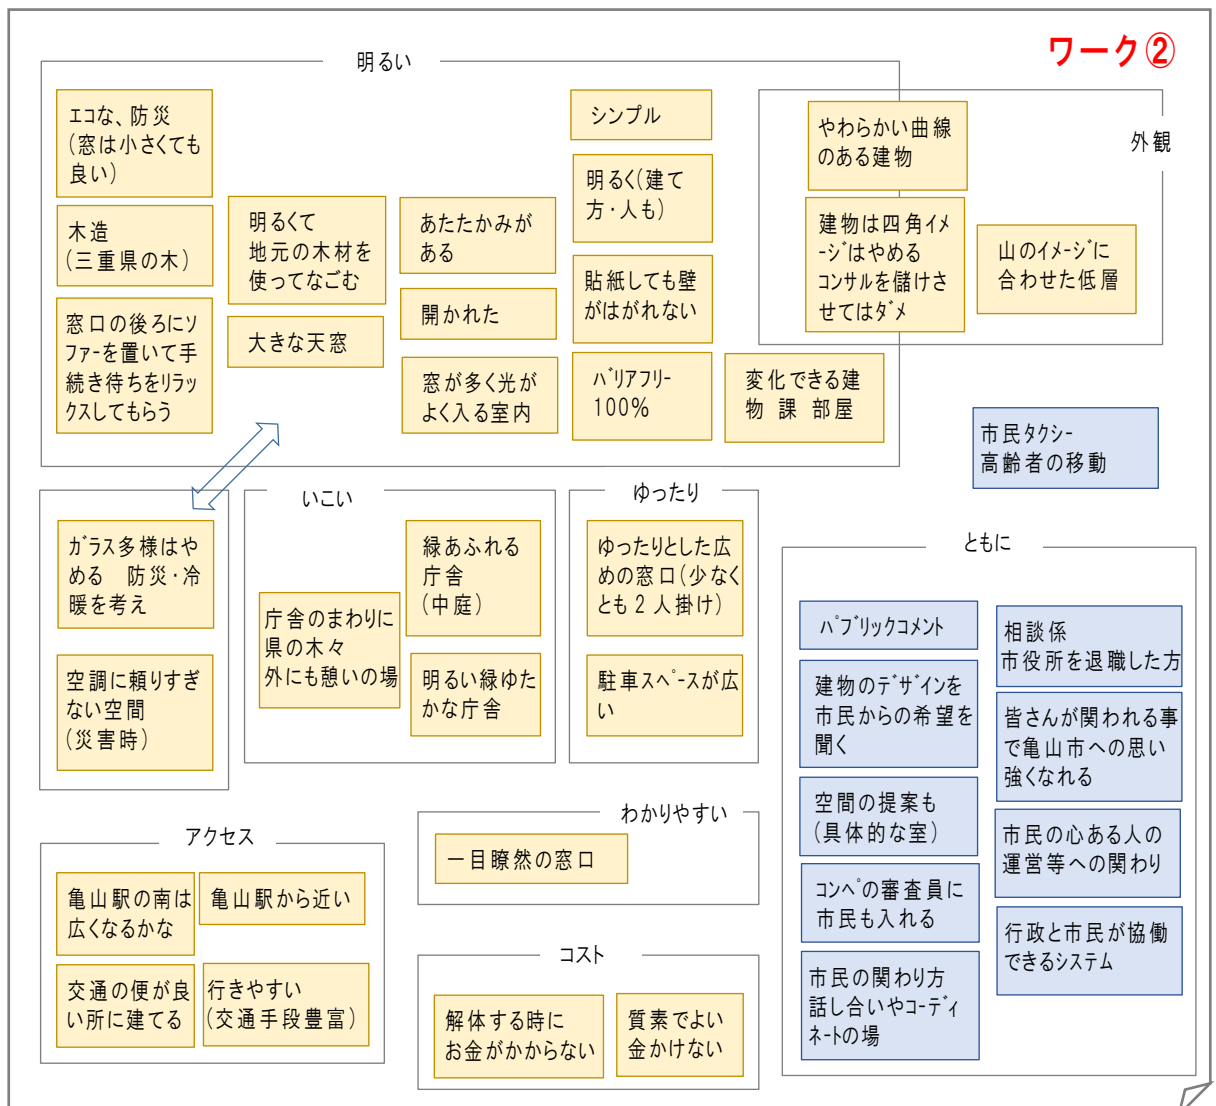 ワーク②
明るい
エコな、防災
(窓は小さくても
良い)
木造
(三重県の木)
窓口の後ろにソ
ファーを置いて手
続き待ちをリラッ
クスしてもらう
明るくて
地元の木材を
使ってなごむ
大きな天窓
あたたかみが
ある
開かれた
窓が多く光が
よく入る室内
シンプル
明るく(建て
方・人も)
貼紙しても壁
がはがれない
バリアフリー
100%
変化できる建
物 課 部屋
外観
やわらかい曲線
のある建物
建物は四角イメ
ージはやめる
コンサルを儲けさ
せてはダメ
山のイメージに
合わせた低層
市民タクシー
高齢者の移動
ガラス多様はや
める 防災・冷
暖を考え
空調に頼りすぎ
ない空間
(災害時)
いこい
庁舎のまわりに
県の木々
外にも憩いの場
緑あふれる
庁舎
(中庭)
明るい緑ゆた
かな庁舎
ゆったり
ゆったりとした広
めの窓口(少なく
とも2人掛け)
駐車スペースが広
い
ともに
パブリックコメント
建物のデザインを
市民からの希望を
聞く
空間の提案も
(具体的な室)
コンペの審査員に
市民も入れる
市民の関わり方
話し合いやコーディ
ネートの場
相談係
市役所を退職した方
皆さんが関われる事
で亀山市への思い
強くなれる
市民の心ある人の
運営等への関わり
行政と市民が協働
できるシステム
わかりやすい
一目瞭然の窓口
アクセス
亀山駅の南は
広くなるかな
亀山駅から近い
交通の便が良
い所に建てる
行きやすい
(交通手段豊富)
コスト
解体する時に
お金がかからない
質素でよい
金かけない